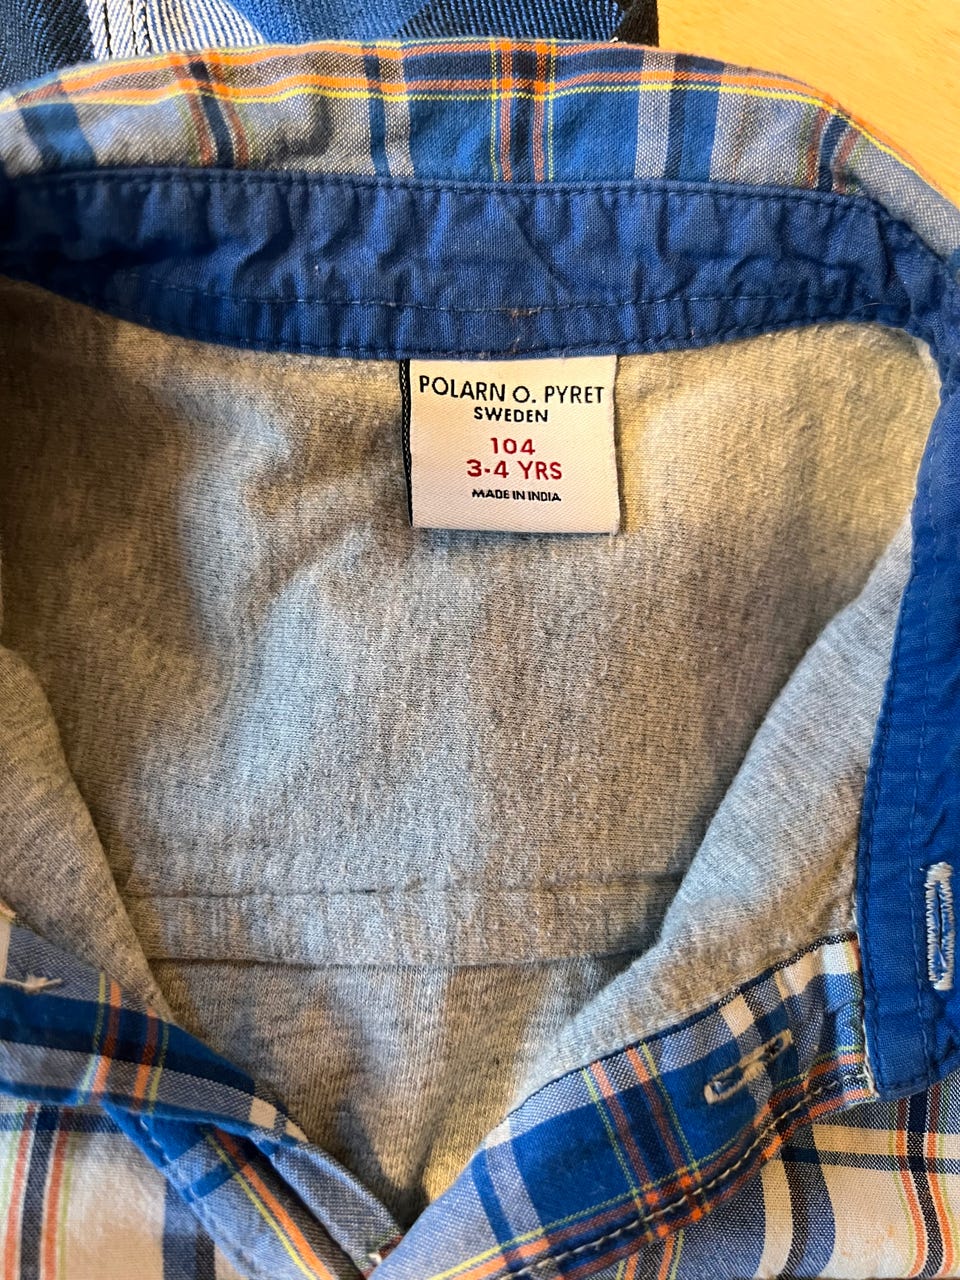 POLARN O. PYRET
SWEDEN
104
3-4 YRS
MADE IN INDIA